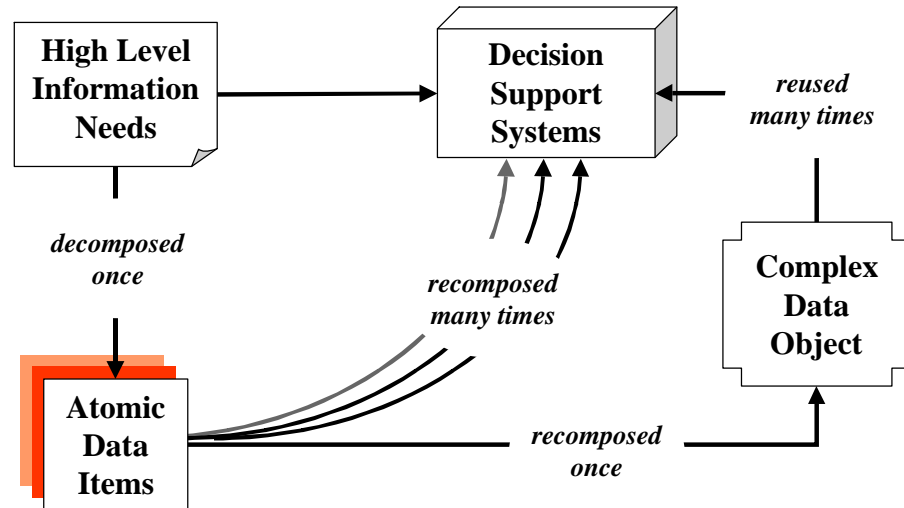 High Level
Information
Needs
Decision
Support
Systems
reused
many times
decomposed
once
recomposed
many times
Complex
Data
Object
Atomic
Data
Items
recomposed
once